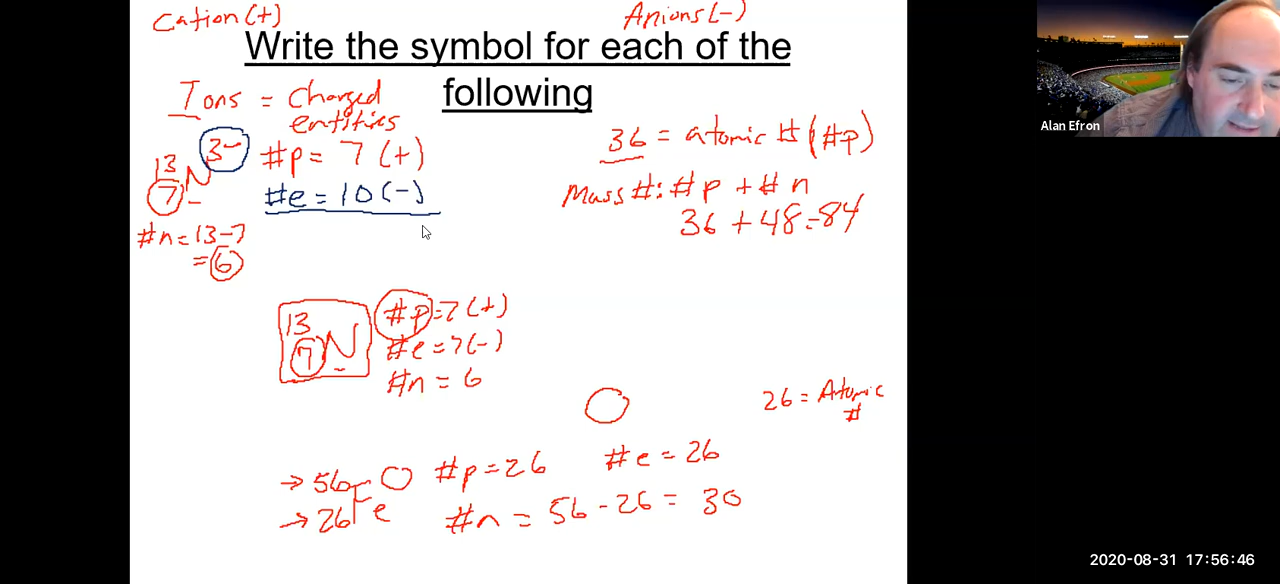 Cation (+)
Anions (-)
Write the symbol for each of the
following
Ions = Charged
entities
13
7
N
3-
#p = 7 (+)
#e = 10 (-)
#n = 13 - 7
= 6
36 = atomic # (#p)
Mass #: #p + # n
36 + 48 = 84
13
7
N
#p = 7 (+)
#e = 7 (-)
#n = 6
26 = Atomic
#
→ 56
→ 26
Fe
#p = 26
#e = 26
#n = 56 - 26 = 30
Alan Efron
2020-08-31 17:56:46